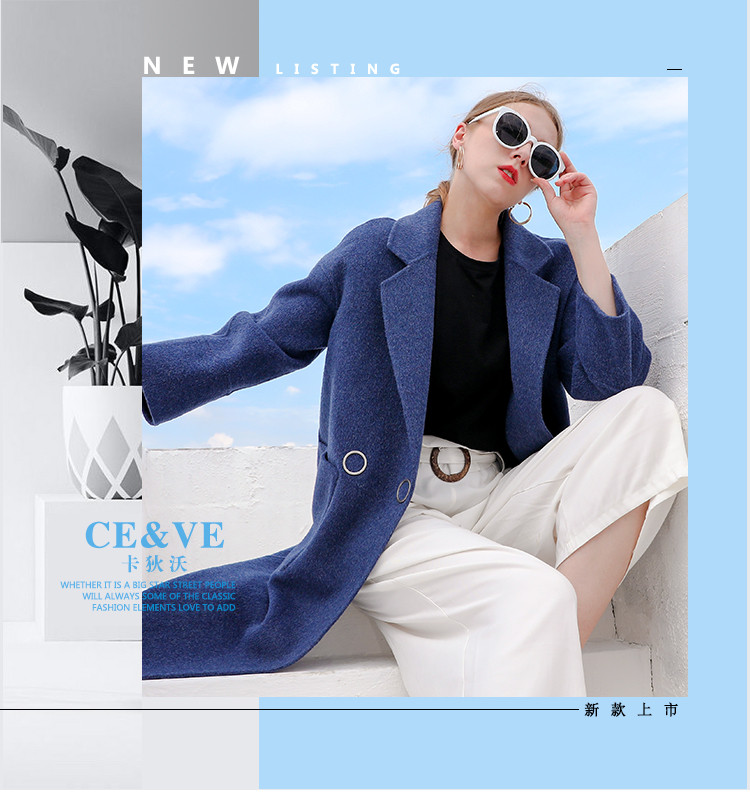 NEW LISTING
CE&VE
卡狄沃
WHETHER IT IS A BIG STAR STREET PEOPLE
WILL ALWAYS SOME OF THE CLASSIC
FASHION ELEMENTS LOVE TO ADD
新款上市